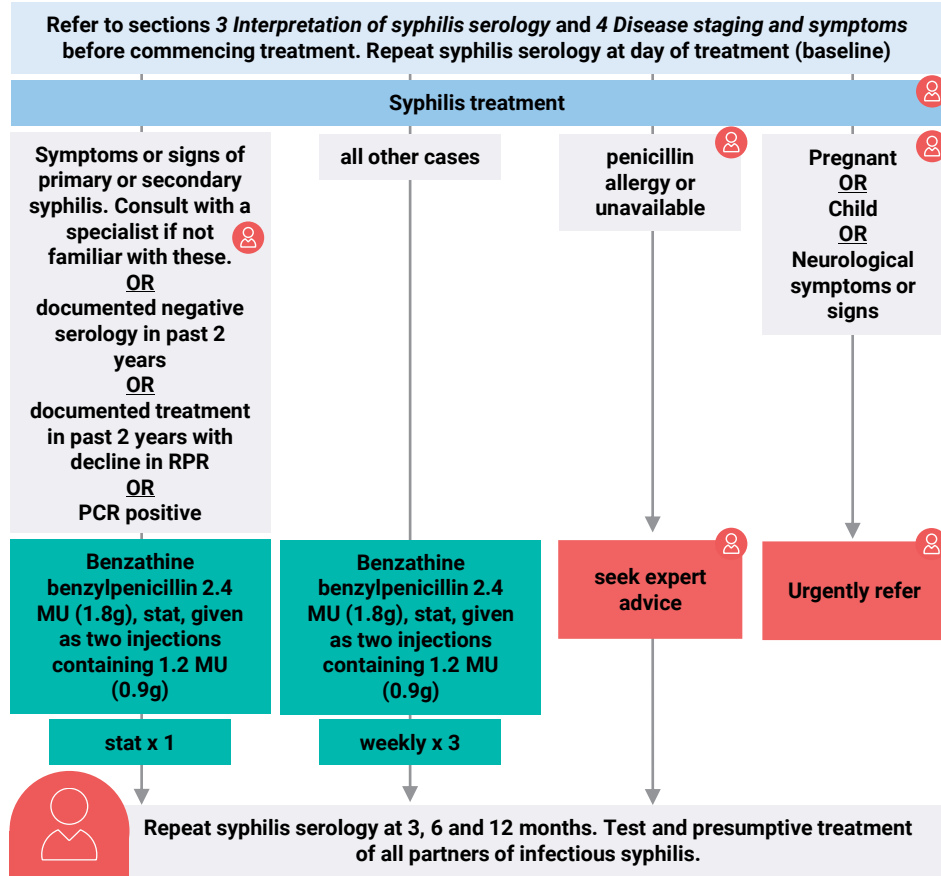 Refer to sections 3 Interpretation of syphilis serology and 4 Disease staging and symptoms
before commencing treatment. Repeat syphilis serology at day of treatment (baseline)
Syphilis treatment
Symptoms or signs of
primary or secondary
syphilis. Consult with a
specialist if not
familiar with these.
OR
documented negative
serology in past 2
years
OR
documented treatment
in past 2 years with
decline in RPR
OR
PCR positive
Benzathine
benzylpenicillin 2.4
MU (1.8g), stat, given
as two injections
containing 1.2 MU
(0.9g)
stat x 1
all other cases
Benzathine
benzylpenicillin 2.4
MU (1.8g), stat, given
as two injections
containing 1.2 MU
(0.9g)
weekly x 3
penicillin
allergy or
unavailable
seek expert
advice
Pregnant
OR
Child
OR
Neurological
symptoms or
signs
Urgently refer
Repeat syphilis serology at 3, 6 and 12 months. Test and presumptive treatment
of all partners of infectious syphilis.